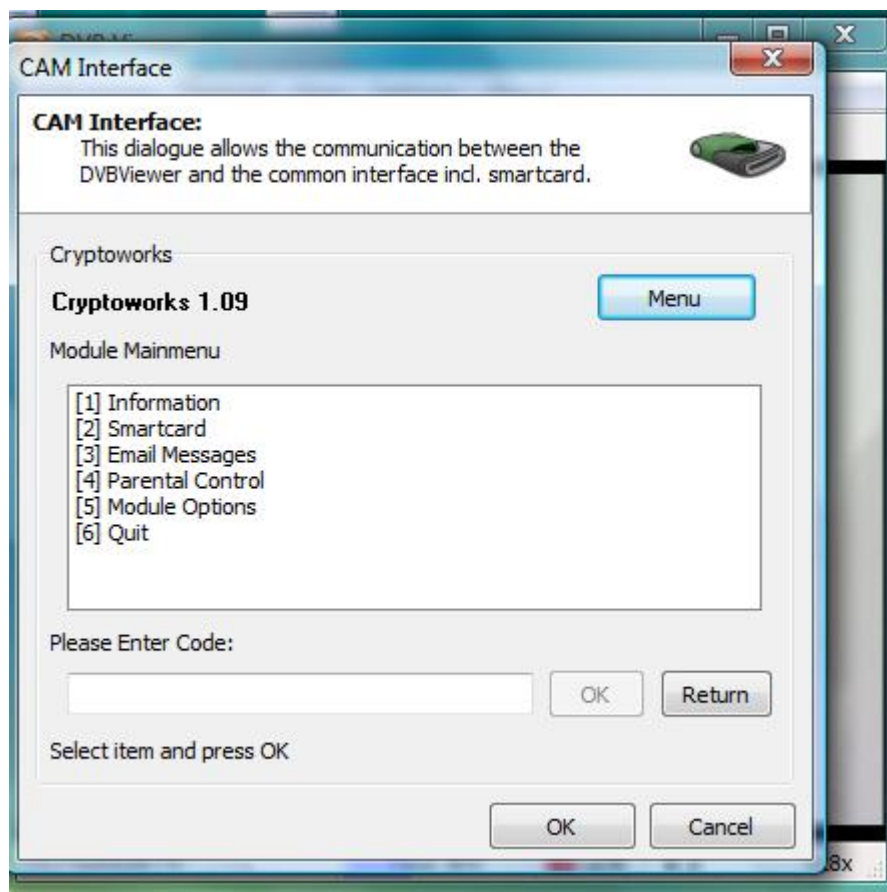 CAM Interface
CAM Interface:
This dialogue allows the communication between the
DVBViewer and the common interface incl. smartcard.
Cryptoworks
Cryptoworks 1.09
Menu
Module Mainmenu
[1] Information
[2] Smartcard
[3] Email Messages
[4] Parental Control
[5] Module Options
[6] Quit
Please Enter Code:
OK
Return
Select item and press OK
OK
Cancel